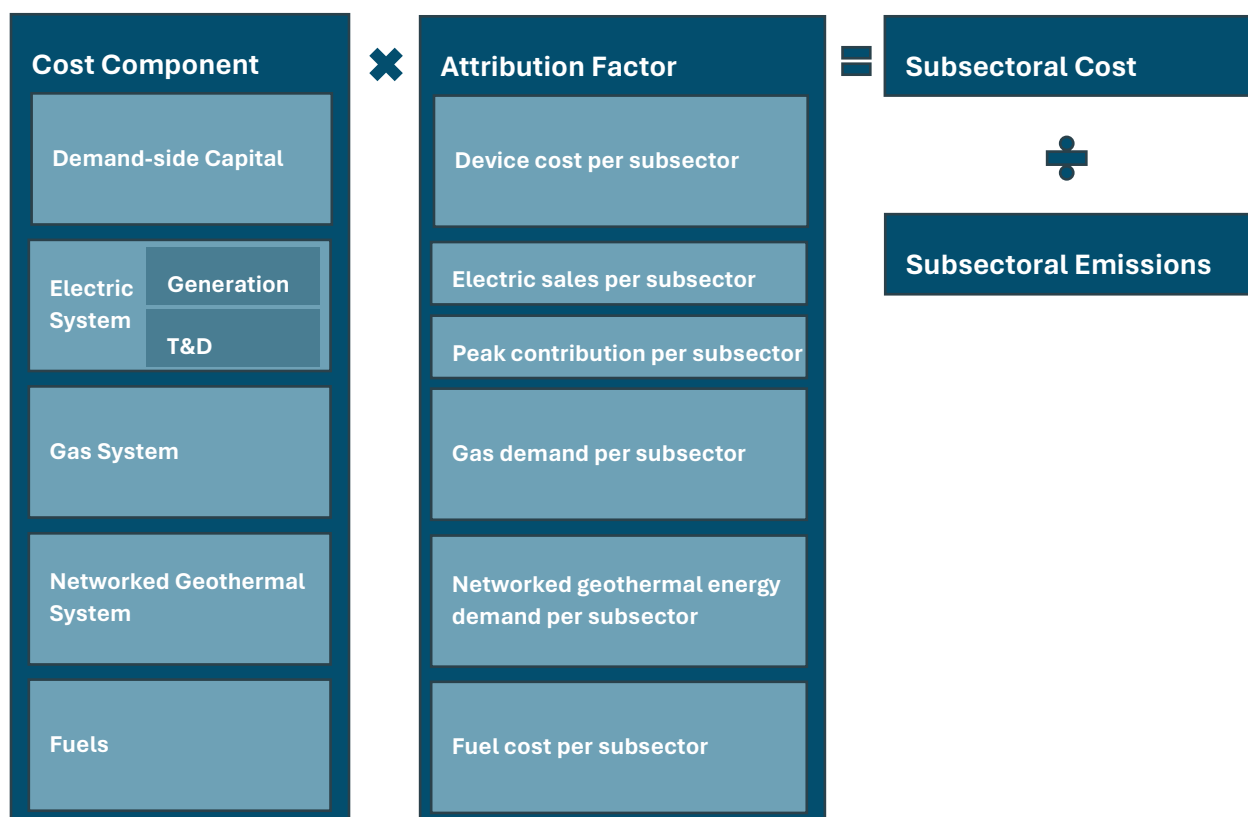 Cost Component
Demand-side Capital
Electric
System
Generation
T&D
Gas System
Networked Geothermal
System
Fuels
Attribution Factor
Device cost per subsector
Electric sales per subsector
Peak contribution per subsector
Gas demand per subsector
Networked geothermal energy
demand per subsector
Fuel cost per subsector
Subsectoral Cost
Subsectoral Emissions